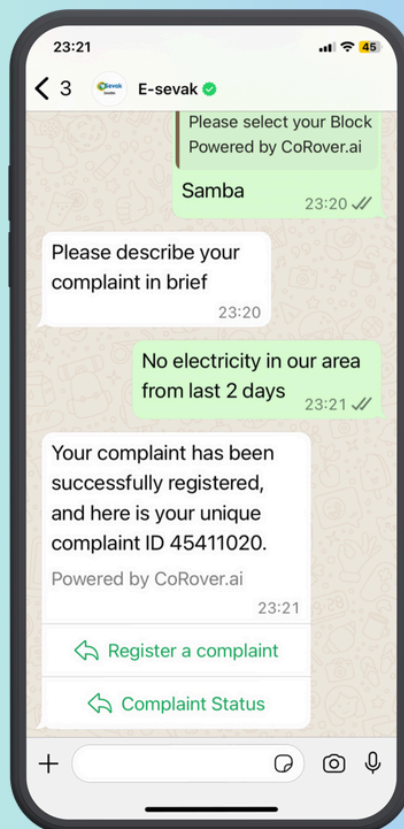 23:21
45
3
E-sevak
Please select your Block
Powered by CoRover.ai
Samba
23:20
Please describe your
complaint in brief
23:20
No electricity in our area
from last 2 days
23:21
Your complaint has been
successfully registered,
and here is your unique
complaint ID 45411020.
Powered by CoRover.ai
23:21
Register a complaint
Complaint Status